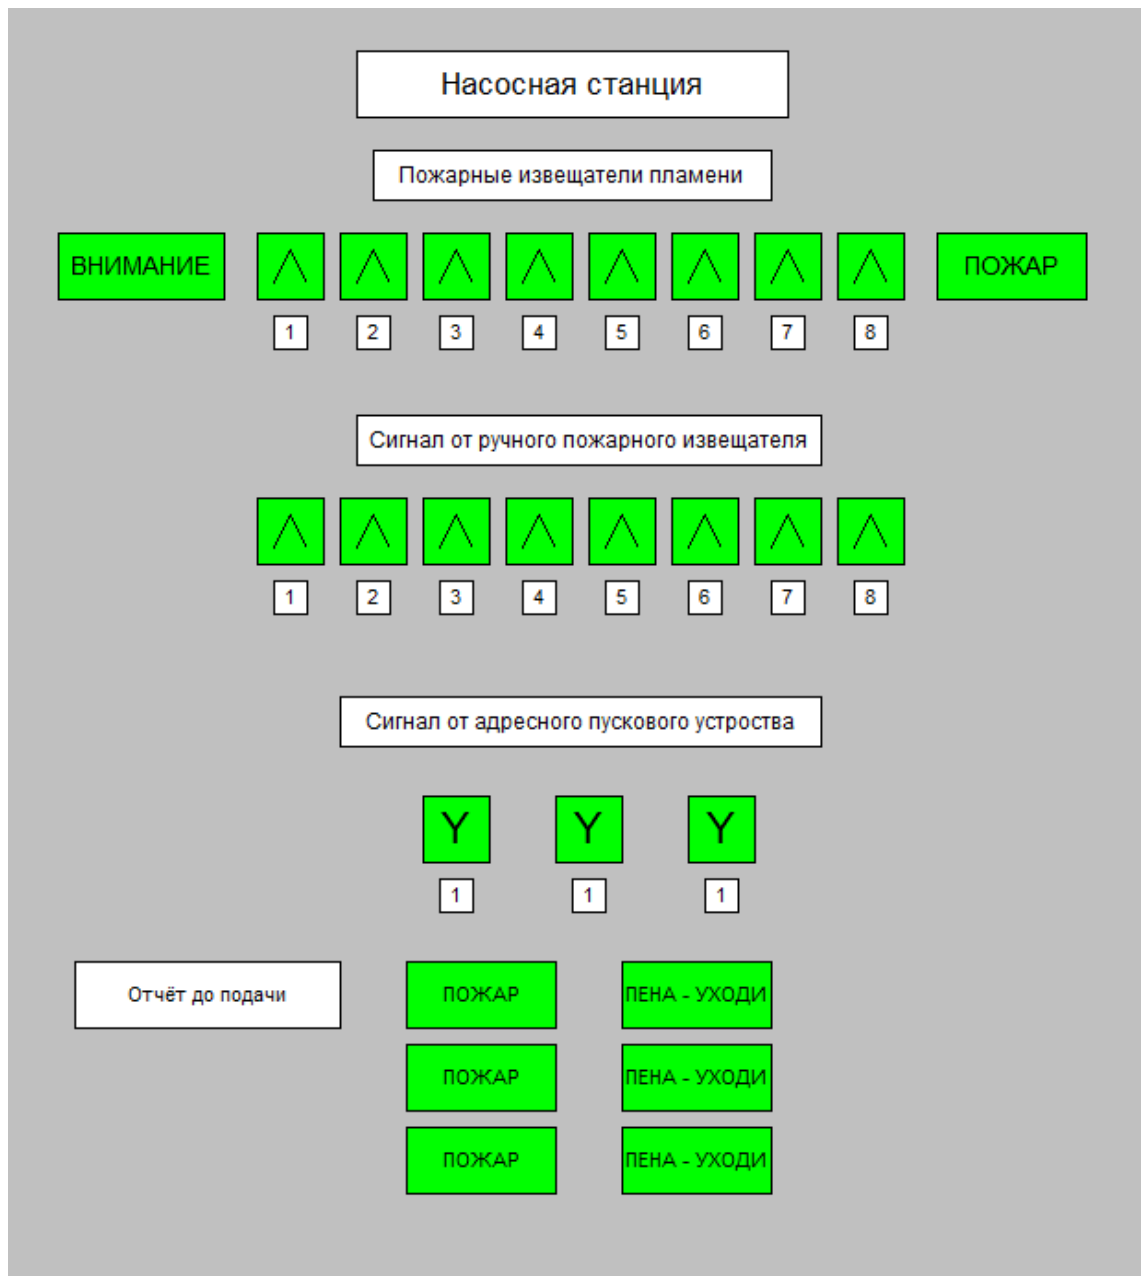 Насосная станция
Пожарные извещатели пламени
ВНИМАНИЕ
ПОЖАР
1 2 3 4 5 6 7 8
Сигнал от ручного пожарного извещателя
1 2 3 4 5 6 7 8
Сигнал от адресного пускового устроства
Y Y Y
1 1 1
Отчёт до подачи ПОЖАР ПЕНА - УХОДИ
ПОЖАР ПЕНА - УХОДИ
ПОЖАР ПЕНА - УХОДИ